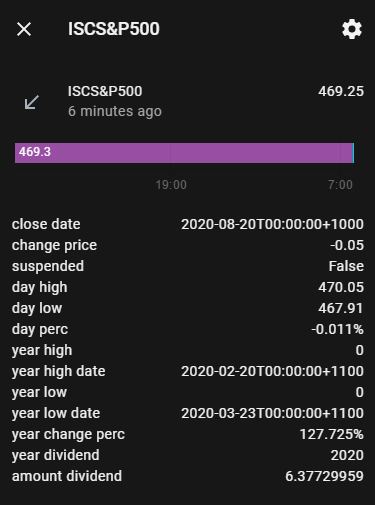 ISCS&P500
ISCS&P500 469.25
6 minutes ago
469.3
19:00 7:00
close date 2020-08-20T00:00:00+1000
change price -0.05
suspended False
day high 470.05
day low 467.91
day perc -0.011%
year high 0
year high date 2020-02-20T00:00:00+1100
year low 0
year low date 2020-03-23T00:00:00+1100
year change perc 127.725%
year dividend 2020
amount dividend 6.37729959